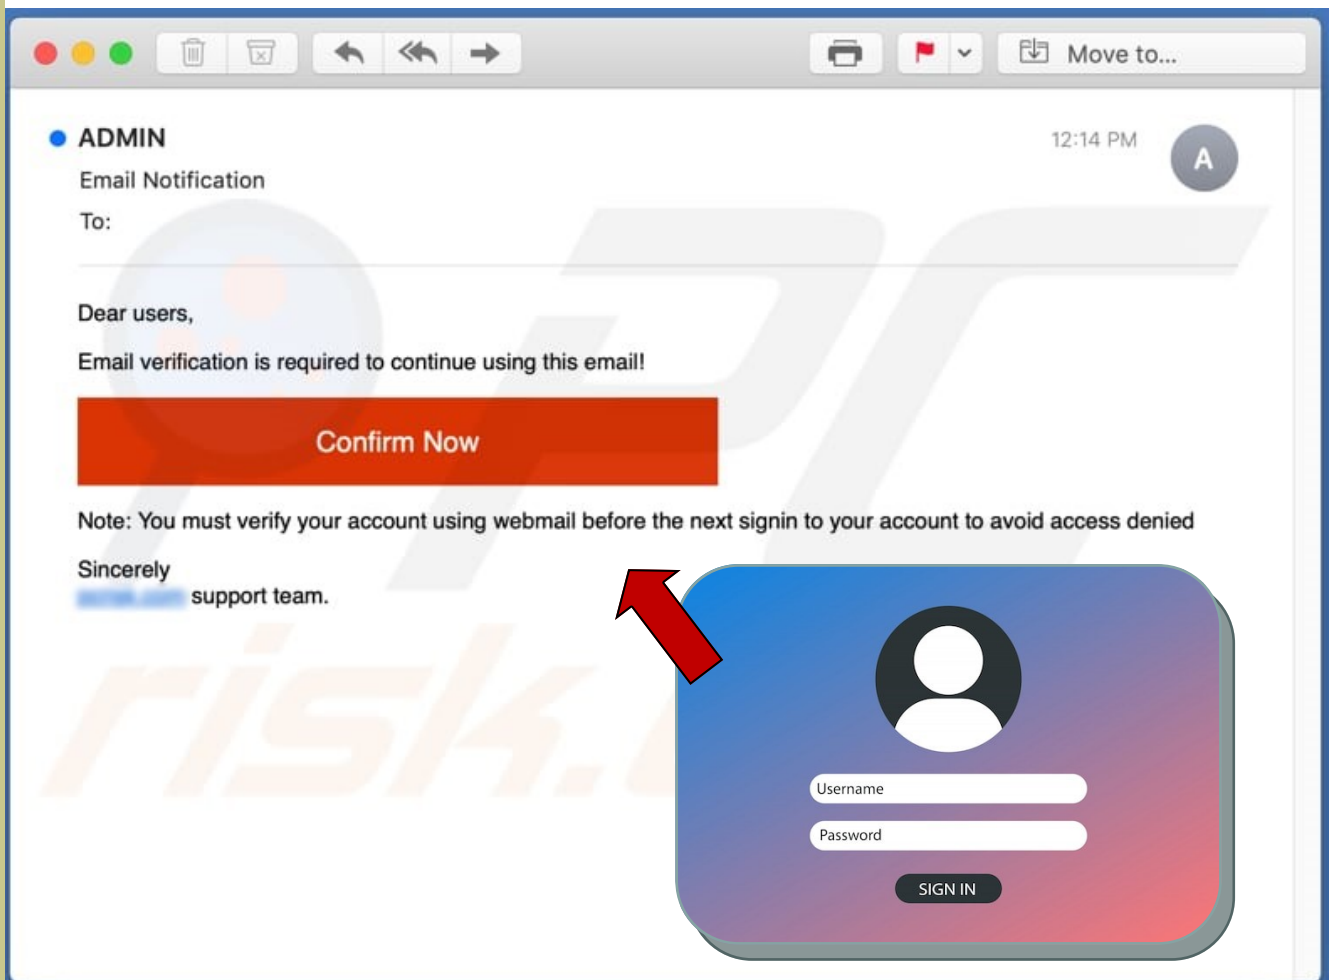 Move to...
ADMIN
12:14 PM
A
Email Notification
To:
Dear users,
Email verification is required to continue using this email!
Confirm Now
Note: You must verify your account using webmail before the next signin to your account to avoid access denied
Sincerely
support team.
PC
risk.
Username
Password
SIGN IN